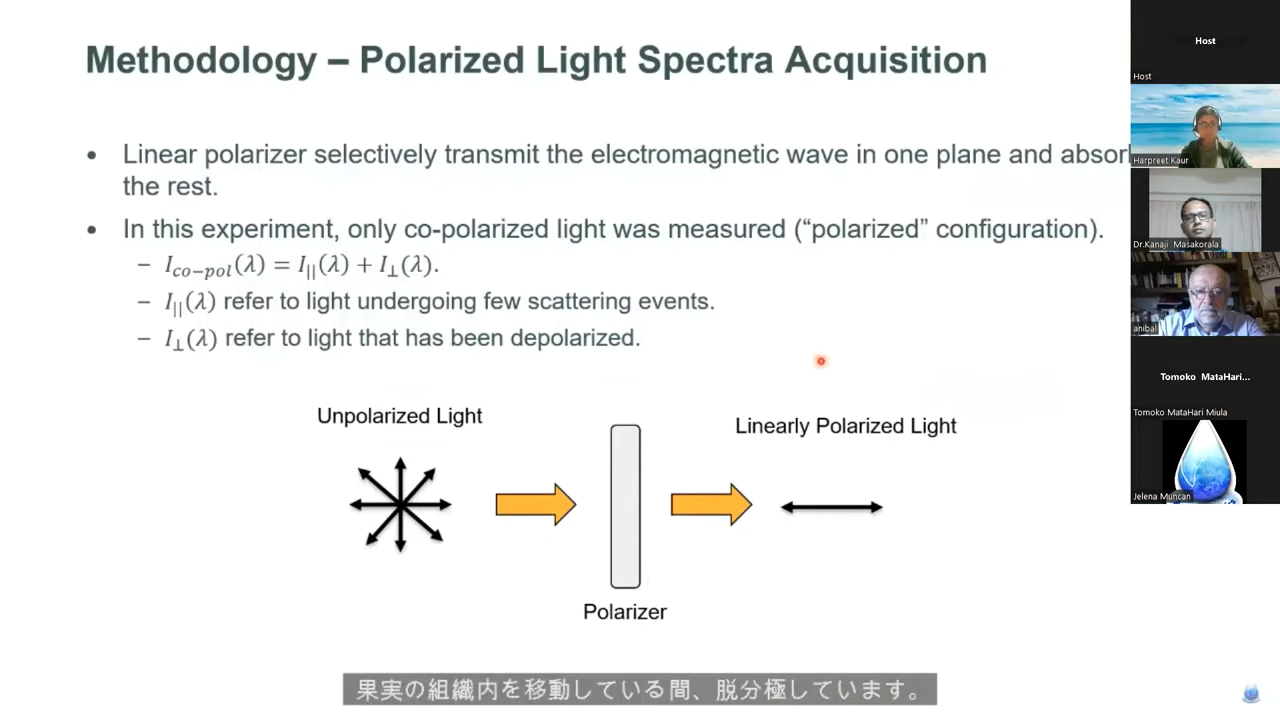 Methodology – Polarized Light Spectra Acquisition
• Linear polarizer selectively transmit the electromagnetic wave in one plane and
the rest.
• In this experiment, only co-polarized light was measured (“polarized” configuration).
– I_{co-pol}(λ) = I_{||}(λ) + I_⊥(λ).
– I_{||}(λ) refer to light undergoing few scattering events.
– I_⊥(λ) refer to light that has been depolarized.
Unpolarized Light
Linearly Polarized Light
Polarizer
果実の組織内を移動している間、脱分極しています。
Host
Host
Harpreet Kaur
Dr.Kanaji Masakorala
anibal
Tomoko MataHari...
Tomoko MataHari Miula
Jelena Muncan